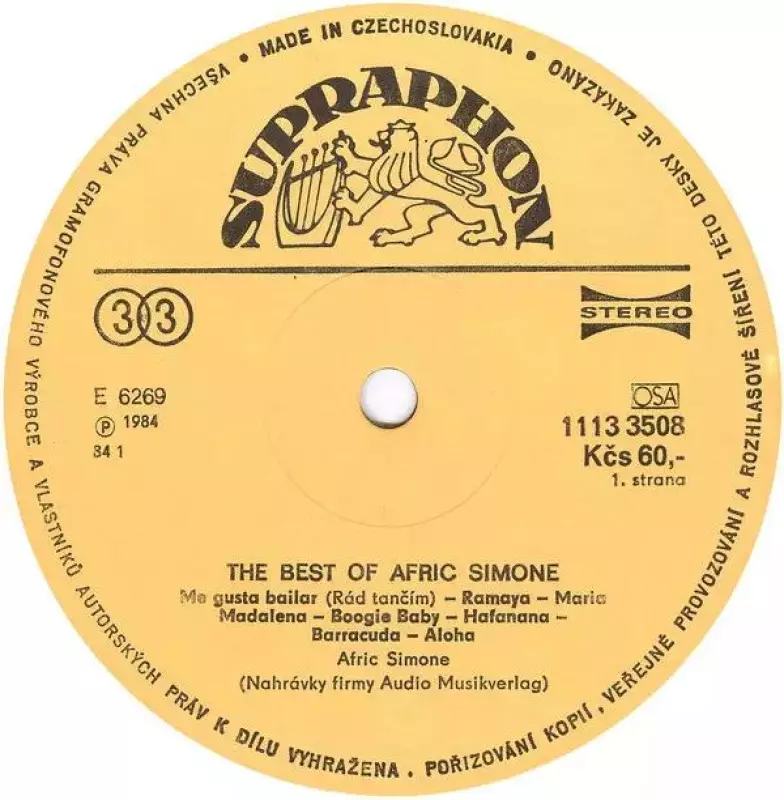 • MADE IN CZECHOSLOVAKIA •
VŠECHNA PRÁVA GRAMOFONOVÉHO VÝROBCE A VLASTNÍKŮ AUTORSKÝCH PRÁV K DÍLU VYHRAŽENA . POŘIZOVÁNÍ KOPIÍ , VEŘEJNÉ PROVOZOVÁNÍ A ROZHLASOVÉ ŠÍŘENÍ TÉTO DESKY JE ZAKÁZÁNO
SUPRAPHON
33
STEREO
E 6269
Ⓟ 1984
34 1
OSA
1113 3508
Kčs 60,-
1. strana
THE BEST OF AFRIC SIMONE
Me gusta bailar (Rád tančím) – Ramaya – Maria
Madalena – Boogie Baby – Hafanana –
Barracuda – Aloha
Afric Simone
(Nahrávky firmy Audio Musikverlag)